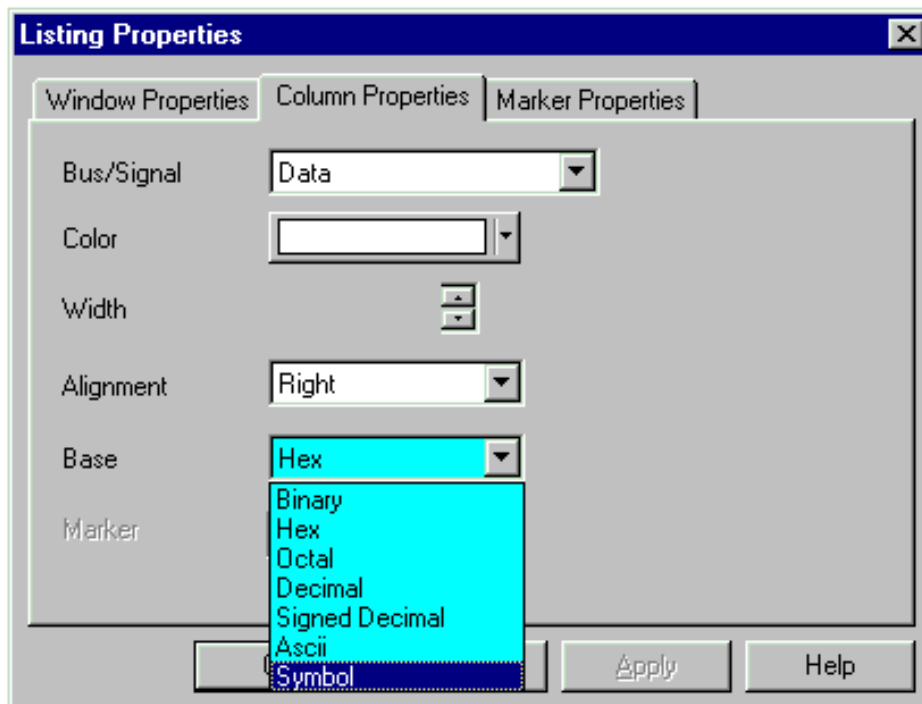 Listing Properties
Window Properties Column Properties Marker Properties
Bus/Signal Data
Color
Width
Alignment Right
Base Hex
Binary
Hex
Marker
Octal
Decimal
Signed Decimal
Ascii
Symbol
Apply
Help